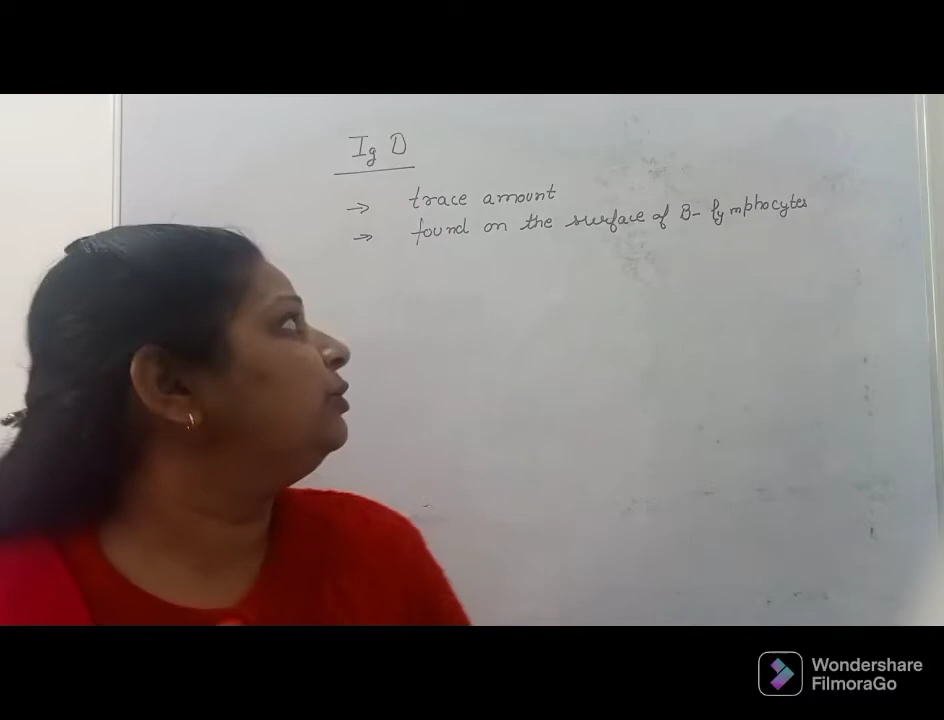 Ig D
→ trace amount
→ found on the surface of B- lymphocytes
Wondershare
FilmoraGo